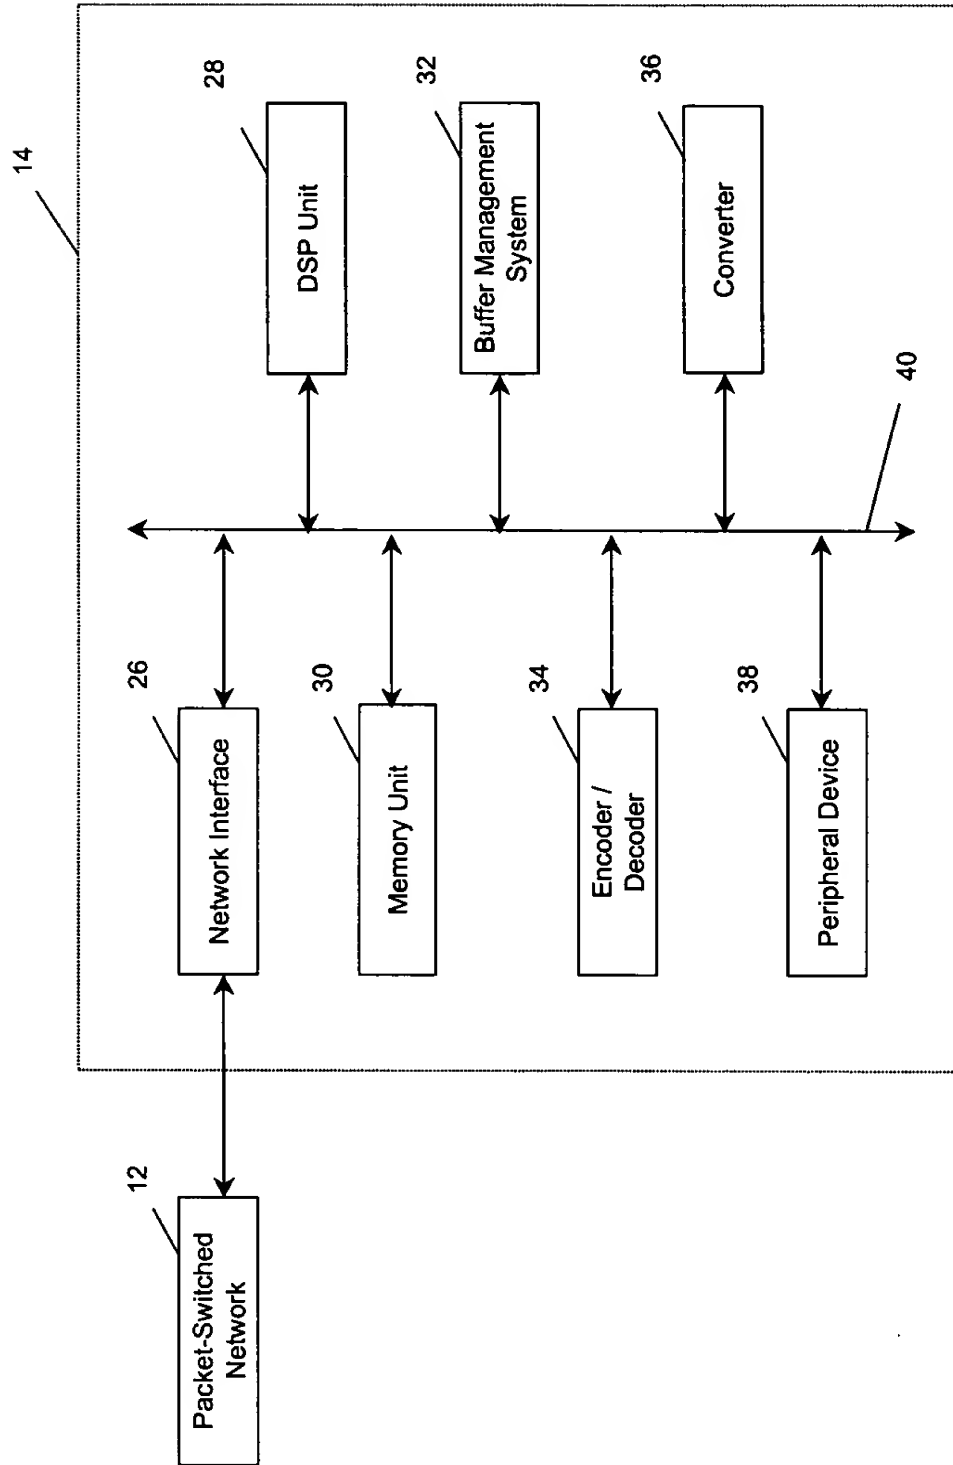 14
28
DSP Unit
32
Buffer Management
System
36
Converter
40
26
Network Interface
30
Memory Unit
34
Encoder /
Decoder
38
Peripheral Device
12
Packet-Switched
Network